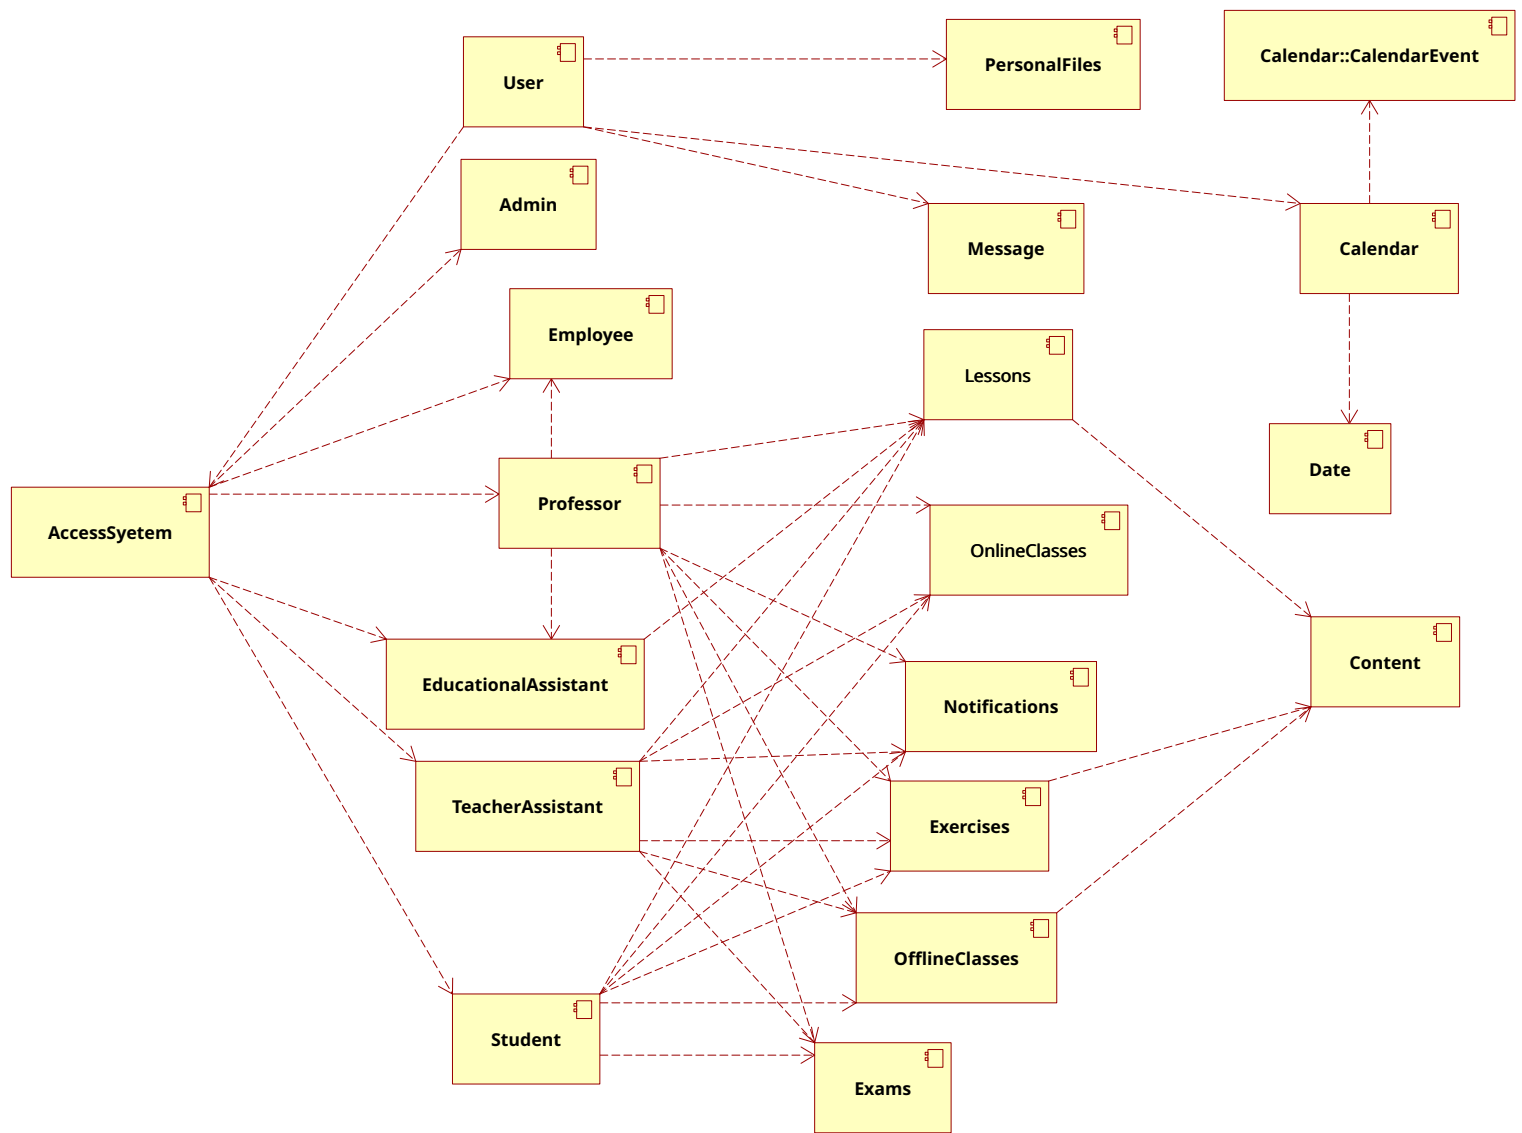 User
PersonalFiles
Calendar::CalendarEvent
Admin
Message
Calendar
Employee
Lessons
Date
AccessSyetem
Professor
OnlineClasses
EducationalAssistant
Notifications
Content
TeacherAssistant
Exercises
OfflineClasses
Student
Exams